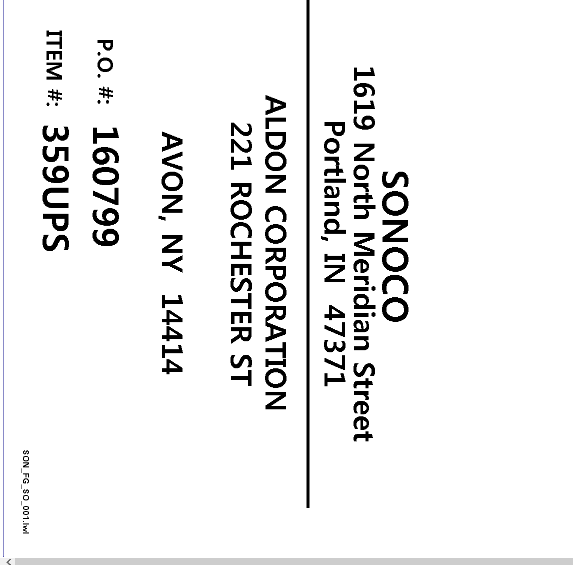 SONOCO
1619 North Meridian Street
Portland, IN 47371
ALDON CORPORATION
221 ROCHESTER ST
AVON, NY 14414
P.O. #: 160799
ITEM #: 359UPS
SON_FG_SO_001.lwl